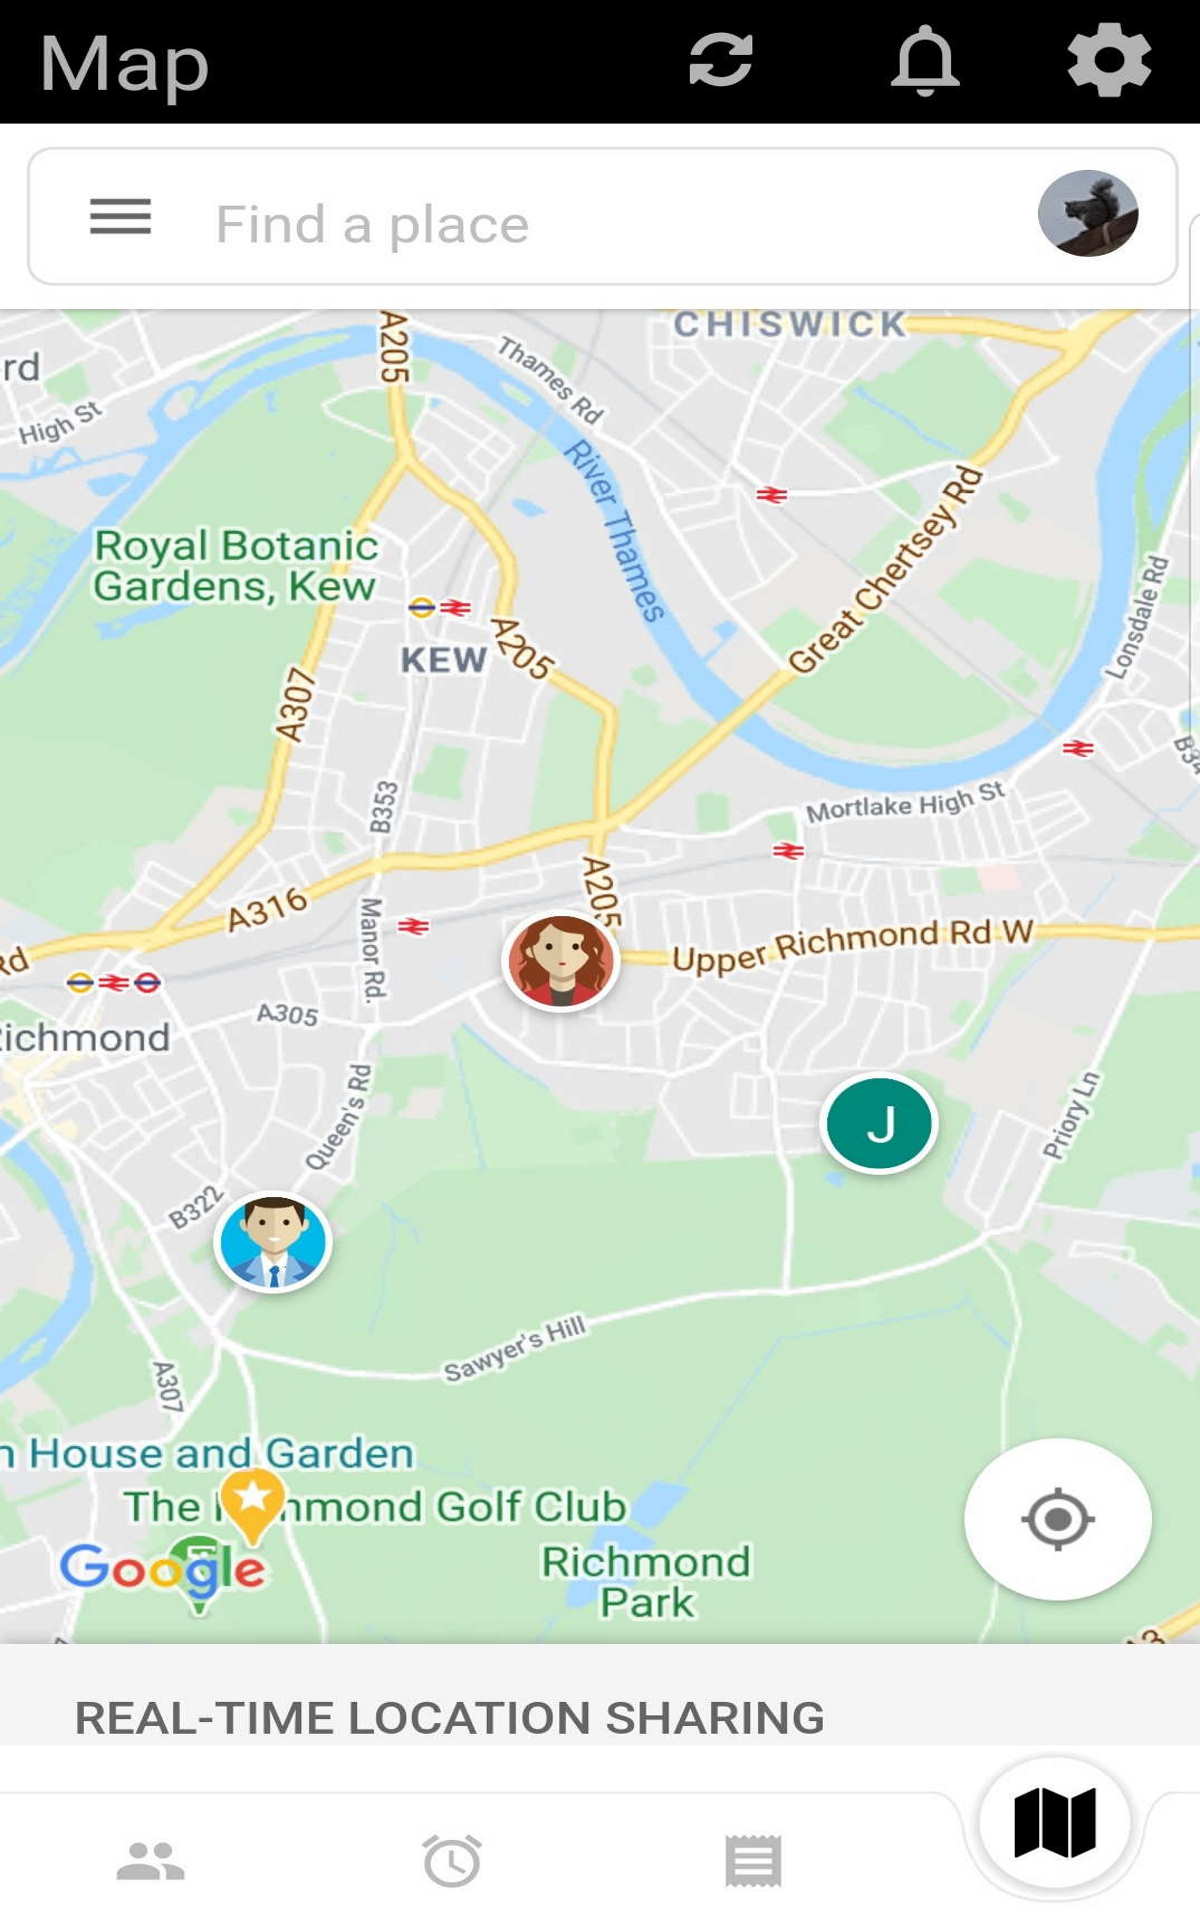 Map
Find a place
CHISWICK
A205
Thames Rd
rd
High St
River Thames
Great Chertsey Rd
Royal Botanic
Gardens, Kew
KEW
A205
Lonsdale Rd
A307
B353
Mortlake High St
A205
A316
Manor Rd.
Upper Richmond Rd W
Rd
A305
ichmond
Queen's Rd
Priory Ln
J
B322
Sawyer's Hill
A307
n House and Garden
The R nmond Golf Club
Google
Richmond
Park
A3
REAL-TIME LOCATION SHARING